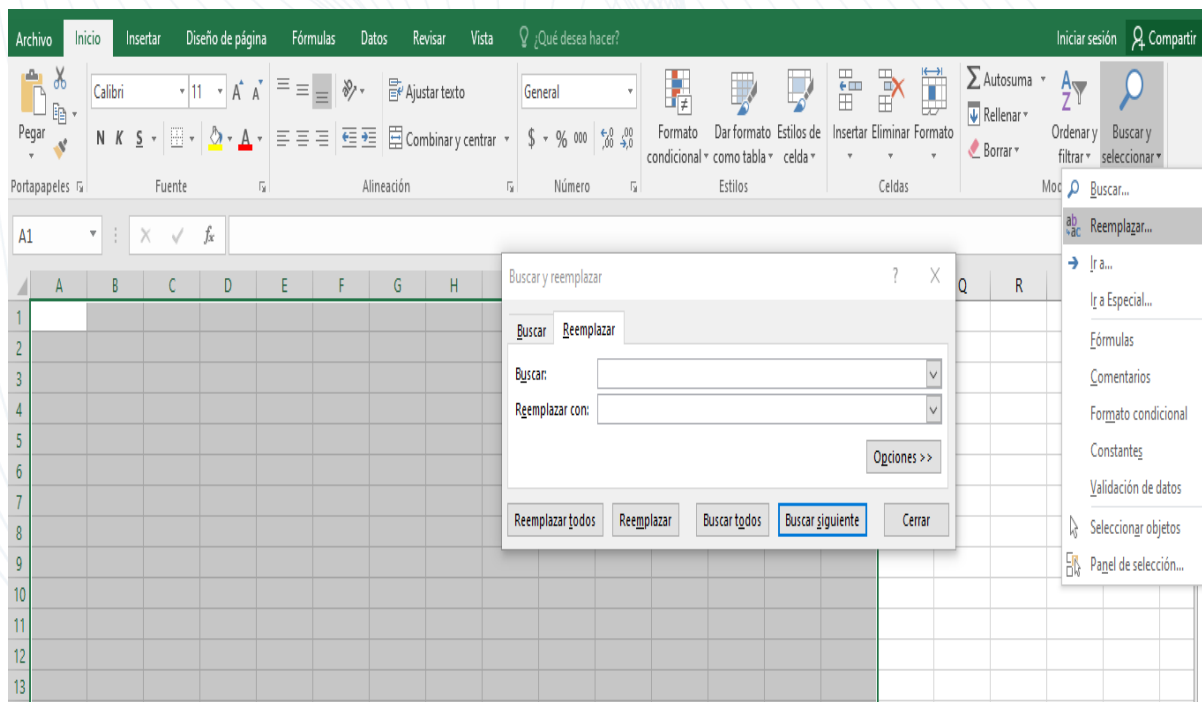 Archivo Inicio Insertar Diseño de página Fórmulas Datos Revisar Vista ¿Qué desea hacer? Iniciar sesión Compartir
Calibri 11 A A Ajustar texto General Autosuma
Rellenar
Pegar N K S A Combinar y centrar $ % 000 Formato Dar formato Estilos de Insertar Eliminar Formato Ordenar y Buscar y
condicional como tabla celda Borrar filtrar seleccionar
Portapapeles Fuente Alineación Número Estilos Celdas Mod
Buscar...
Reemplazar...
Ir a...
Ir a Especial...
Fórmulas
Comentarios
Formato condicional
Constantes
Validación de datos
Seleccionar objetos
Panel de selección...
A1 fx
A B C D E F G H Q R
1
2
3
4
5
6
7
8
9
10
11
12
13
Buscar y reemplazar ? X
Buscar Reemplazar
Buscar:
Reemplazar con:
Opciones >>
Reemplazar todos Reemplazar Buscar todos Buscar siguiente Cerrar